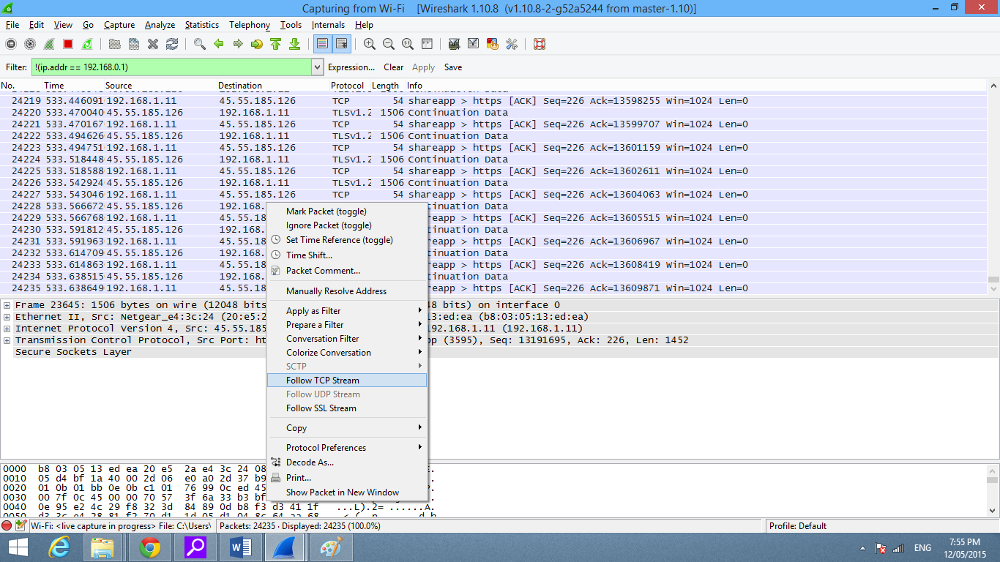 Capturing from Wi-Fi [Wireshark 1.10.8 (v1.10.8-2-g52a5244 from master-1.10)]
File Edit View Go Capture Analyze Statistics Telephony Tools Internals Help
Filter: !(ip.addr == 192.168.0.1) Expression... Clear Apply Save
No. Time Source Destination Protocol Length Info
24219 533.446091 192.168.1.11 45.55.185.126 TCP 54 shareapp > https [ACK] Seq=226 Ack=13598255 Win=1024 Len=0
24220 533.470040 45.55.185.126 192.168.1.11 TLSv1.2 1506 Continuation Data
24221 533.470167 192.168.1.11 45.55.185.126 TCP 54 shareapp > https [ACK] Seq=226 Ack=13599707 Win=1024 Len=0
24222 533.494626 45.55.185.126 192.168.1.11 TLSv1.2 1506 Continuation Data
24223 533.494751 192.168.1.11 45.55.185.126 TCP 54 shareapp > https [ACK] Seq=226 Ack=13601159 Win=1024 Len=0
24224 533.518448 45.55.185.126 192.168.1.11 TLSv1.2 1506 Continuation Data
24225 533.518588 192.168.1.11 45.55.185.126 TCP 54 shareapp > https [ACK] Seq=226 Ack=13602611 Win=1024 Len=0
24226 533.542924 45.55.185.126 192.168.1.11 TLSv1.2 1506 Continuation Data
24227 533.543046 192.168.1.11 45.55.185.126 TCP 54 shareapp > https [ACK] Seq=226 Ack=13604063 Win=1024 Len=0
24228 533.566672 45.55.185.126 192.168. tinuation Data
24229 533.566768 192.168.1.11 45.55.18 reapp > https [ACK] Seq=226 Ack=13605515 Win=1024 Len=0
24230 533.591812 45.55.185.126 192.168. tinuation Data
24231 533.591963 192.168.1.11 45.55.18 reapp > https [ACK] Seq=226 Ack=13606967 Win=1024 Len=0
24232 533.614709 45.55.185.126 192.168. tinuation Data
24233 533.614863 192.168.1.11 45.55.18 reapp > https [ACK] Seq=226 Ack=13608419 Win=1024 Len=0
24234 533.638515 45.55.185.126 192.168. tinuation Data
24235 533.638649 192.168.1.11 45.55.18 reapp > https [ACK] Seq=226 Ack=13609871 Win=1024 Len=0
Mark Packet (toggle)
Ignore Packet (toggle)
Set Time Reference (toggle)
Time Shift...
Packet Comment...
Manually Resolve Address
Apply as Filter
Prepare a Filter
Conversation Filter
Colorize Conversation
SCTP
Follow TCP Stream
Follow UDP Stream
Follow SSL Stream
Copy
Protocol Preferences
Decode As...
Print...
Show Packet in New Window
Frame 23645: 1506 bytes on wire (12048 bits 48 bits) on interface 0
Ethernet II, Src: Netgear_e4:3c:24 (20:e5:2 13:ed:ea (b8:03:05:13:ed:ea)
Internet Protocol Version 4, Src: 45.55.185 192.168.1.11 (192.168.1.11)
Transmission Control Protocol, Src Port: ht pp (3595), Seq: 13191695, Ack: 226, Len: 1452
Secure Sockets Layer
0000 b8 03 05 13 ed ea 20 e5 2a e4 3c 24 08 E.
0010 05 d4 bf 1a 40 00 2d 06 e0 a0 2d 37 b9
0020 01 0b 01 bb 0e 0b c1 01 76 99 0c ed 45 P.
0030 00 7f 0c 45 00 00 70 57 3f 6a 33 b3 bf
0040 0e 95 e4 4c 29 f8 32 3d 84 89 0d b8 f3 d3 41 1f ...L).2= ......A.
Wi-Fi: <live capture in progress> File: C:\Users\ Packets: 24235 · Displayed: 24235 (100.0%) Profile: Default
ENG
7:55 PM
12/05/2015